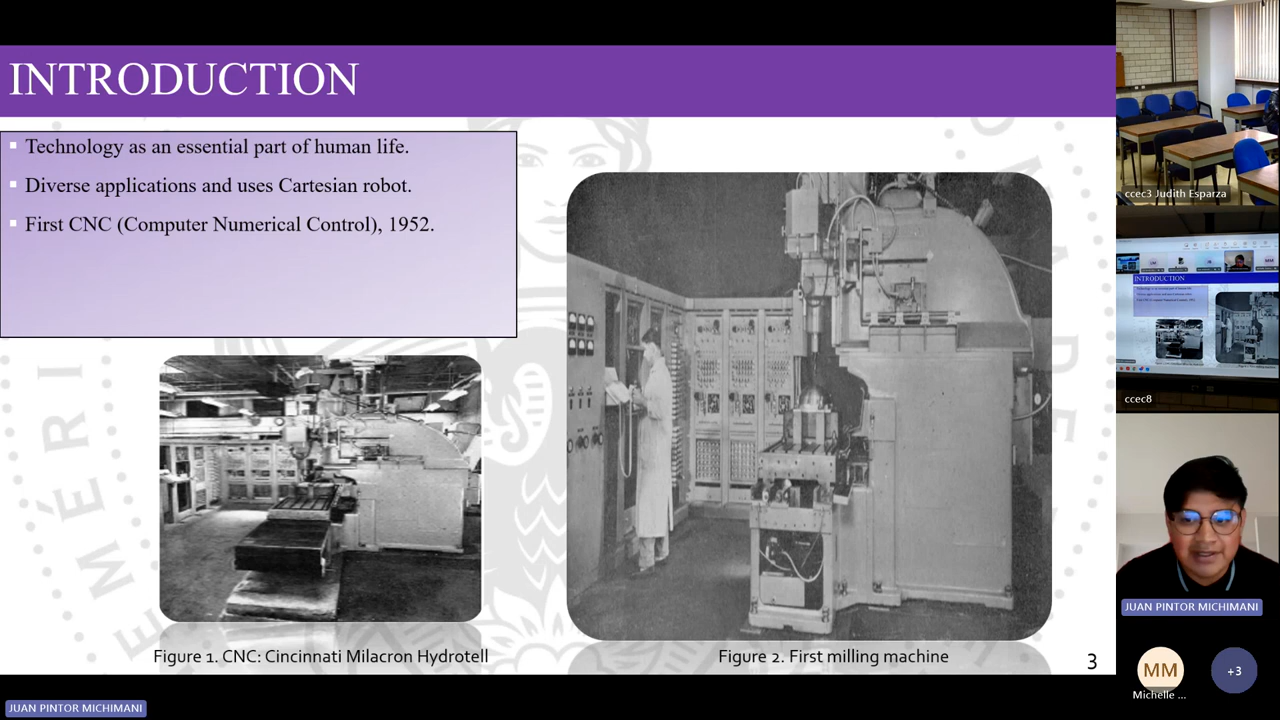 INTRODUCTION
Technology as an essential part of human life.
Diverse applications and uses Cartesian robot.
First CNC (Computer Numerical Control), 1952.
Figure 1. CNC: Cincinnati Milacron Hydrotell
Figure 2. First milling machine
3
JUAN PINTOR MICHIMANI
ccec3 Judith Esparza
INTRODUCTION
ccec8
JUAN PINTOR MICHIMANI
MM
Michelle ...
+3